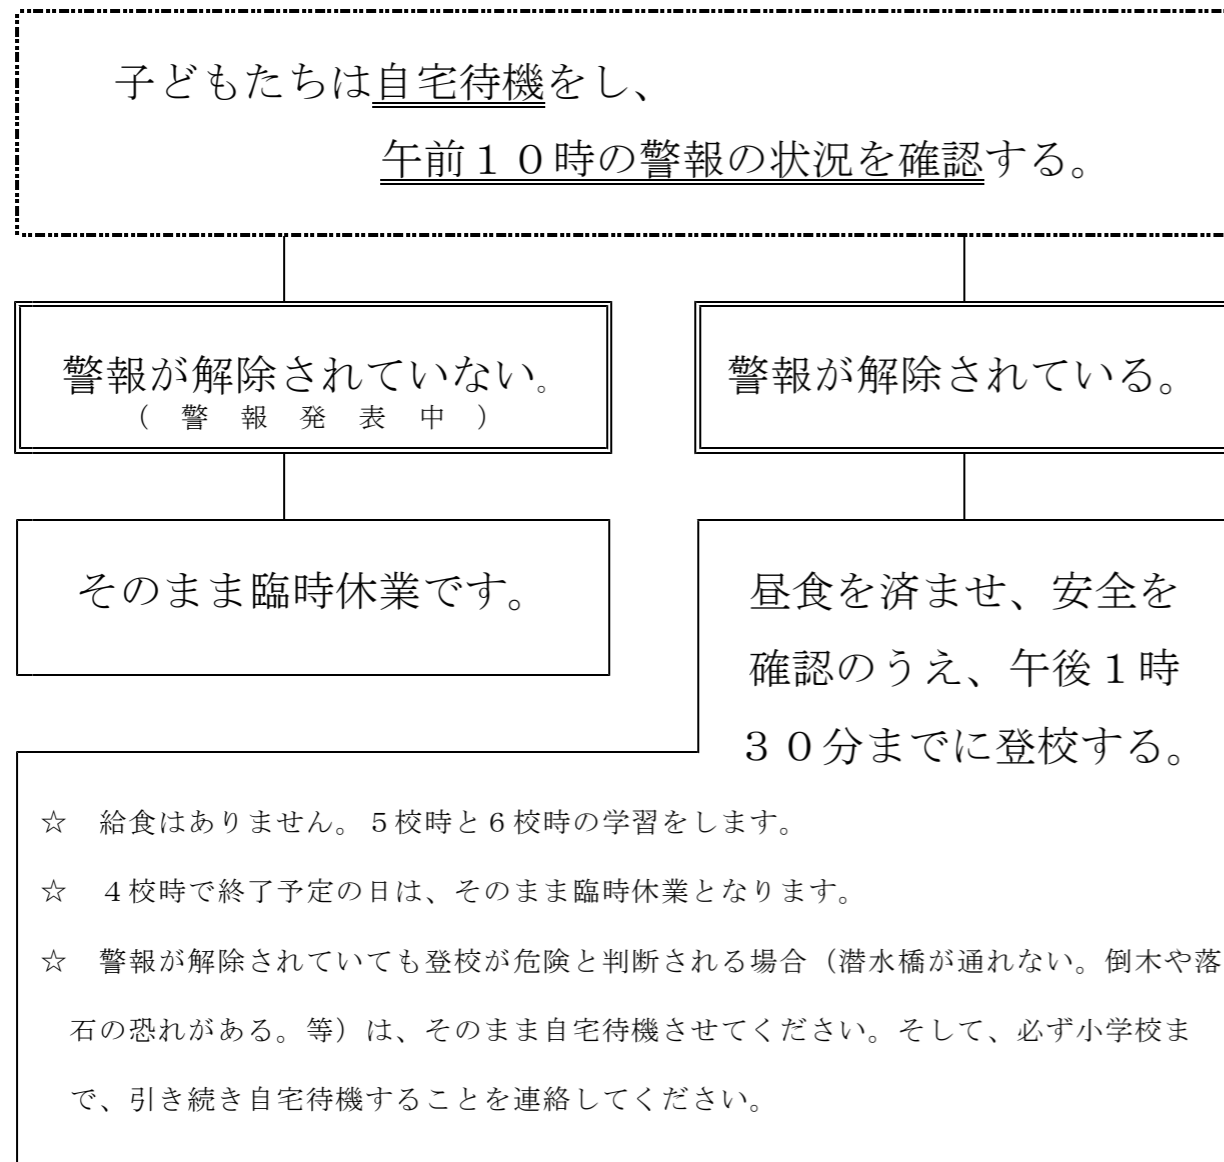 子どもたちは自宅待機をし、
午前１０時の警報の状況を確認する。
警報が解除されていない。
（警報発表中）
警報が解除されている。
そのまま臨時休業です。
昼食を済ませ、安全を
確認のうえ、午後１時
３０分までに登校する。
☆　給食はありません。５校時と６校時の学習をします。
☆　４校時で終了予定の日は、そのまま臨時休業となります。
☆　警報が解除されていても登校が危険と判断される場合（潜水橋が通れない。倒木や落
石の恐れがある。等）は、そのまま自宅待機させてください。そして、必ず小学校ま
で、引き続き自宅待機することを連絡してください。